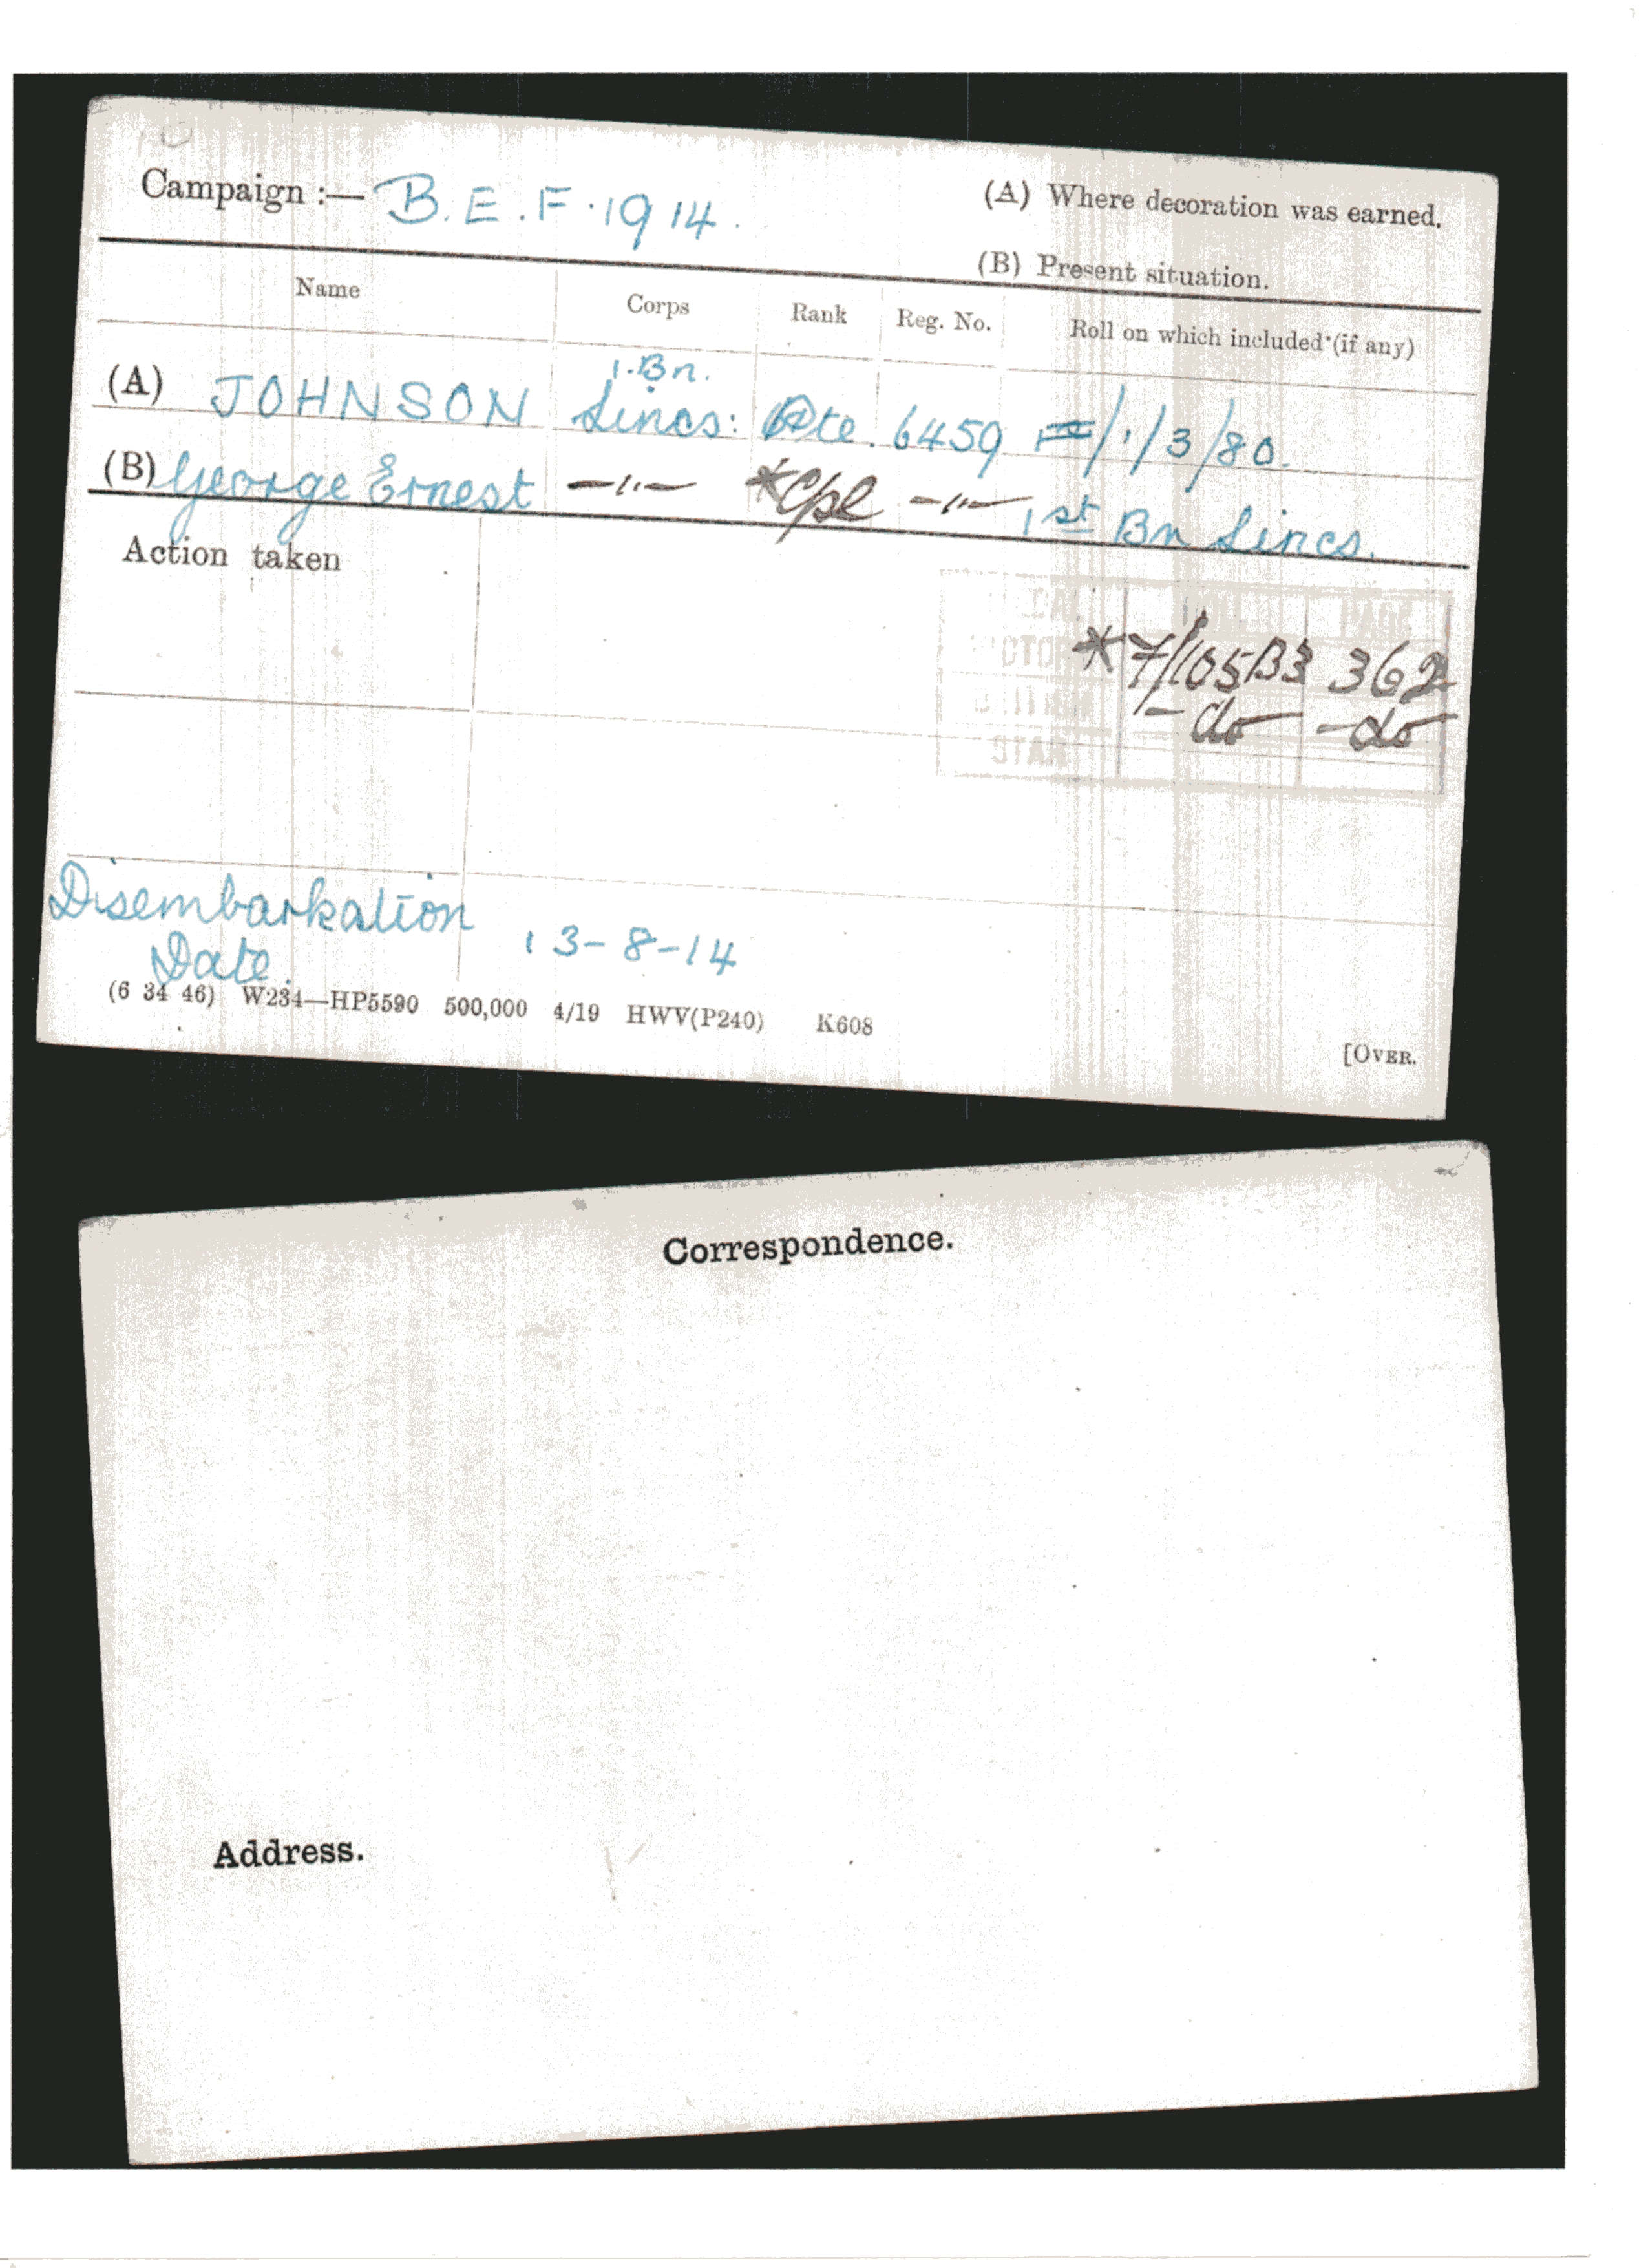 Campaign :— B.E.F. 1914.
(A) Where decoration was earned.
(B) Present situation.
Name Corps Rank Reg. No. Roll on which included (if any)
1.Bn.
(A) JOHNSON Lincs: Pte. 6459 /1/3/80.
(B) George Ernest —"— *Cpl —"— 1st Bn Lincs.
Action taken
* 7/105B3 362
— do — do
STAR
Disembarkation 13-8-14
Date.
(6 34 46) W234—HP5590 500,000 4/19 HWV(P240) K608
[OVER.
Correspondence.
Address.